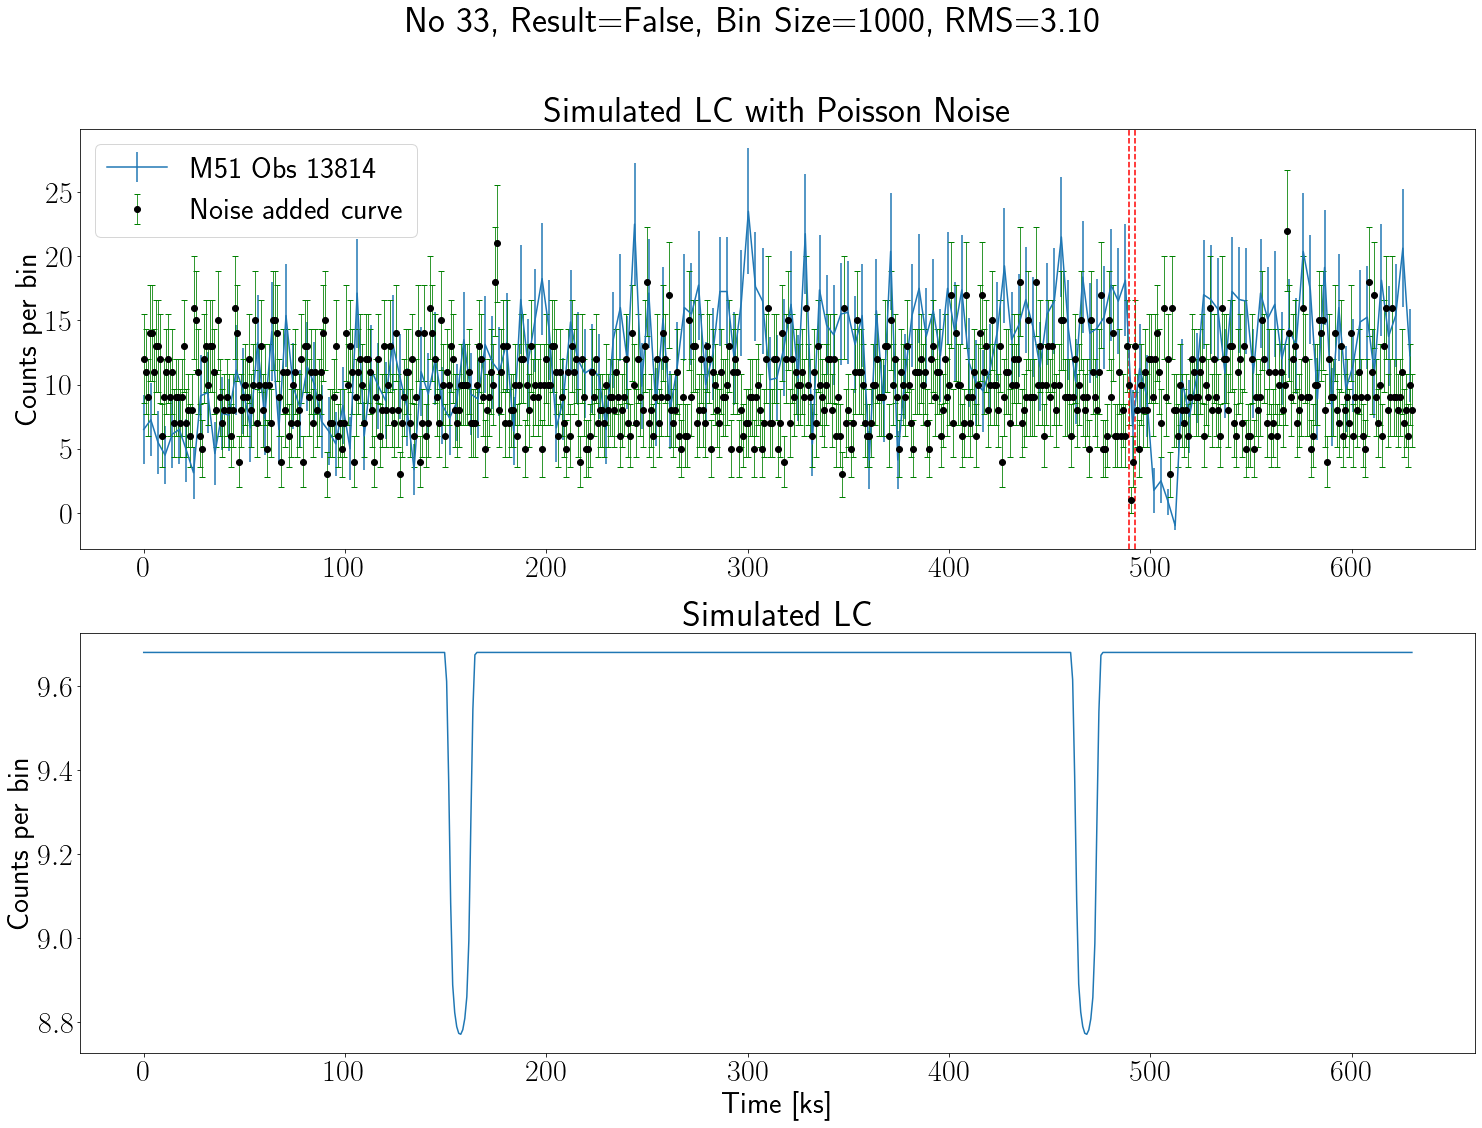 No 33, Result=False, Bin Size=1000, RMS=3.10
Simulated LC with Poisson Noise
M51 Obs 13814
Noise added curve
Counts per bin
25
20
15
10
5
0
0 100 200 300 400 500 600
Simulated LC
Counts per bin
9.6
9.4
9.2
9.0
8.8
0 100 200 300 400 500 600
Time [ks]